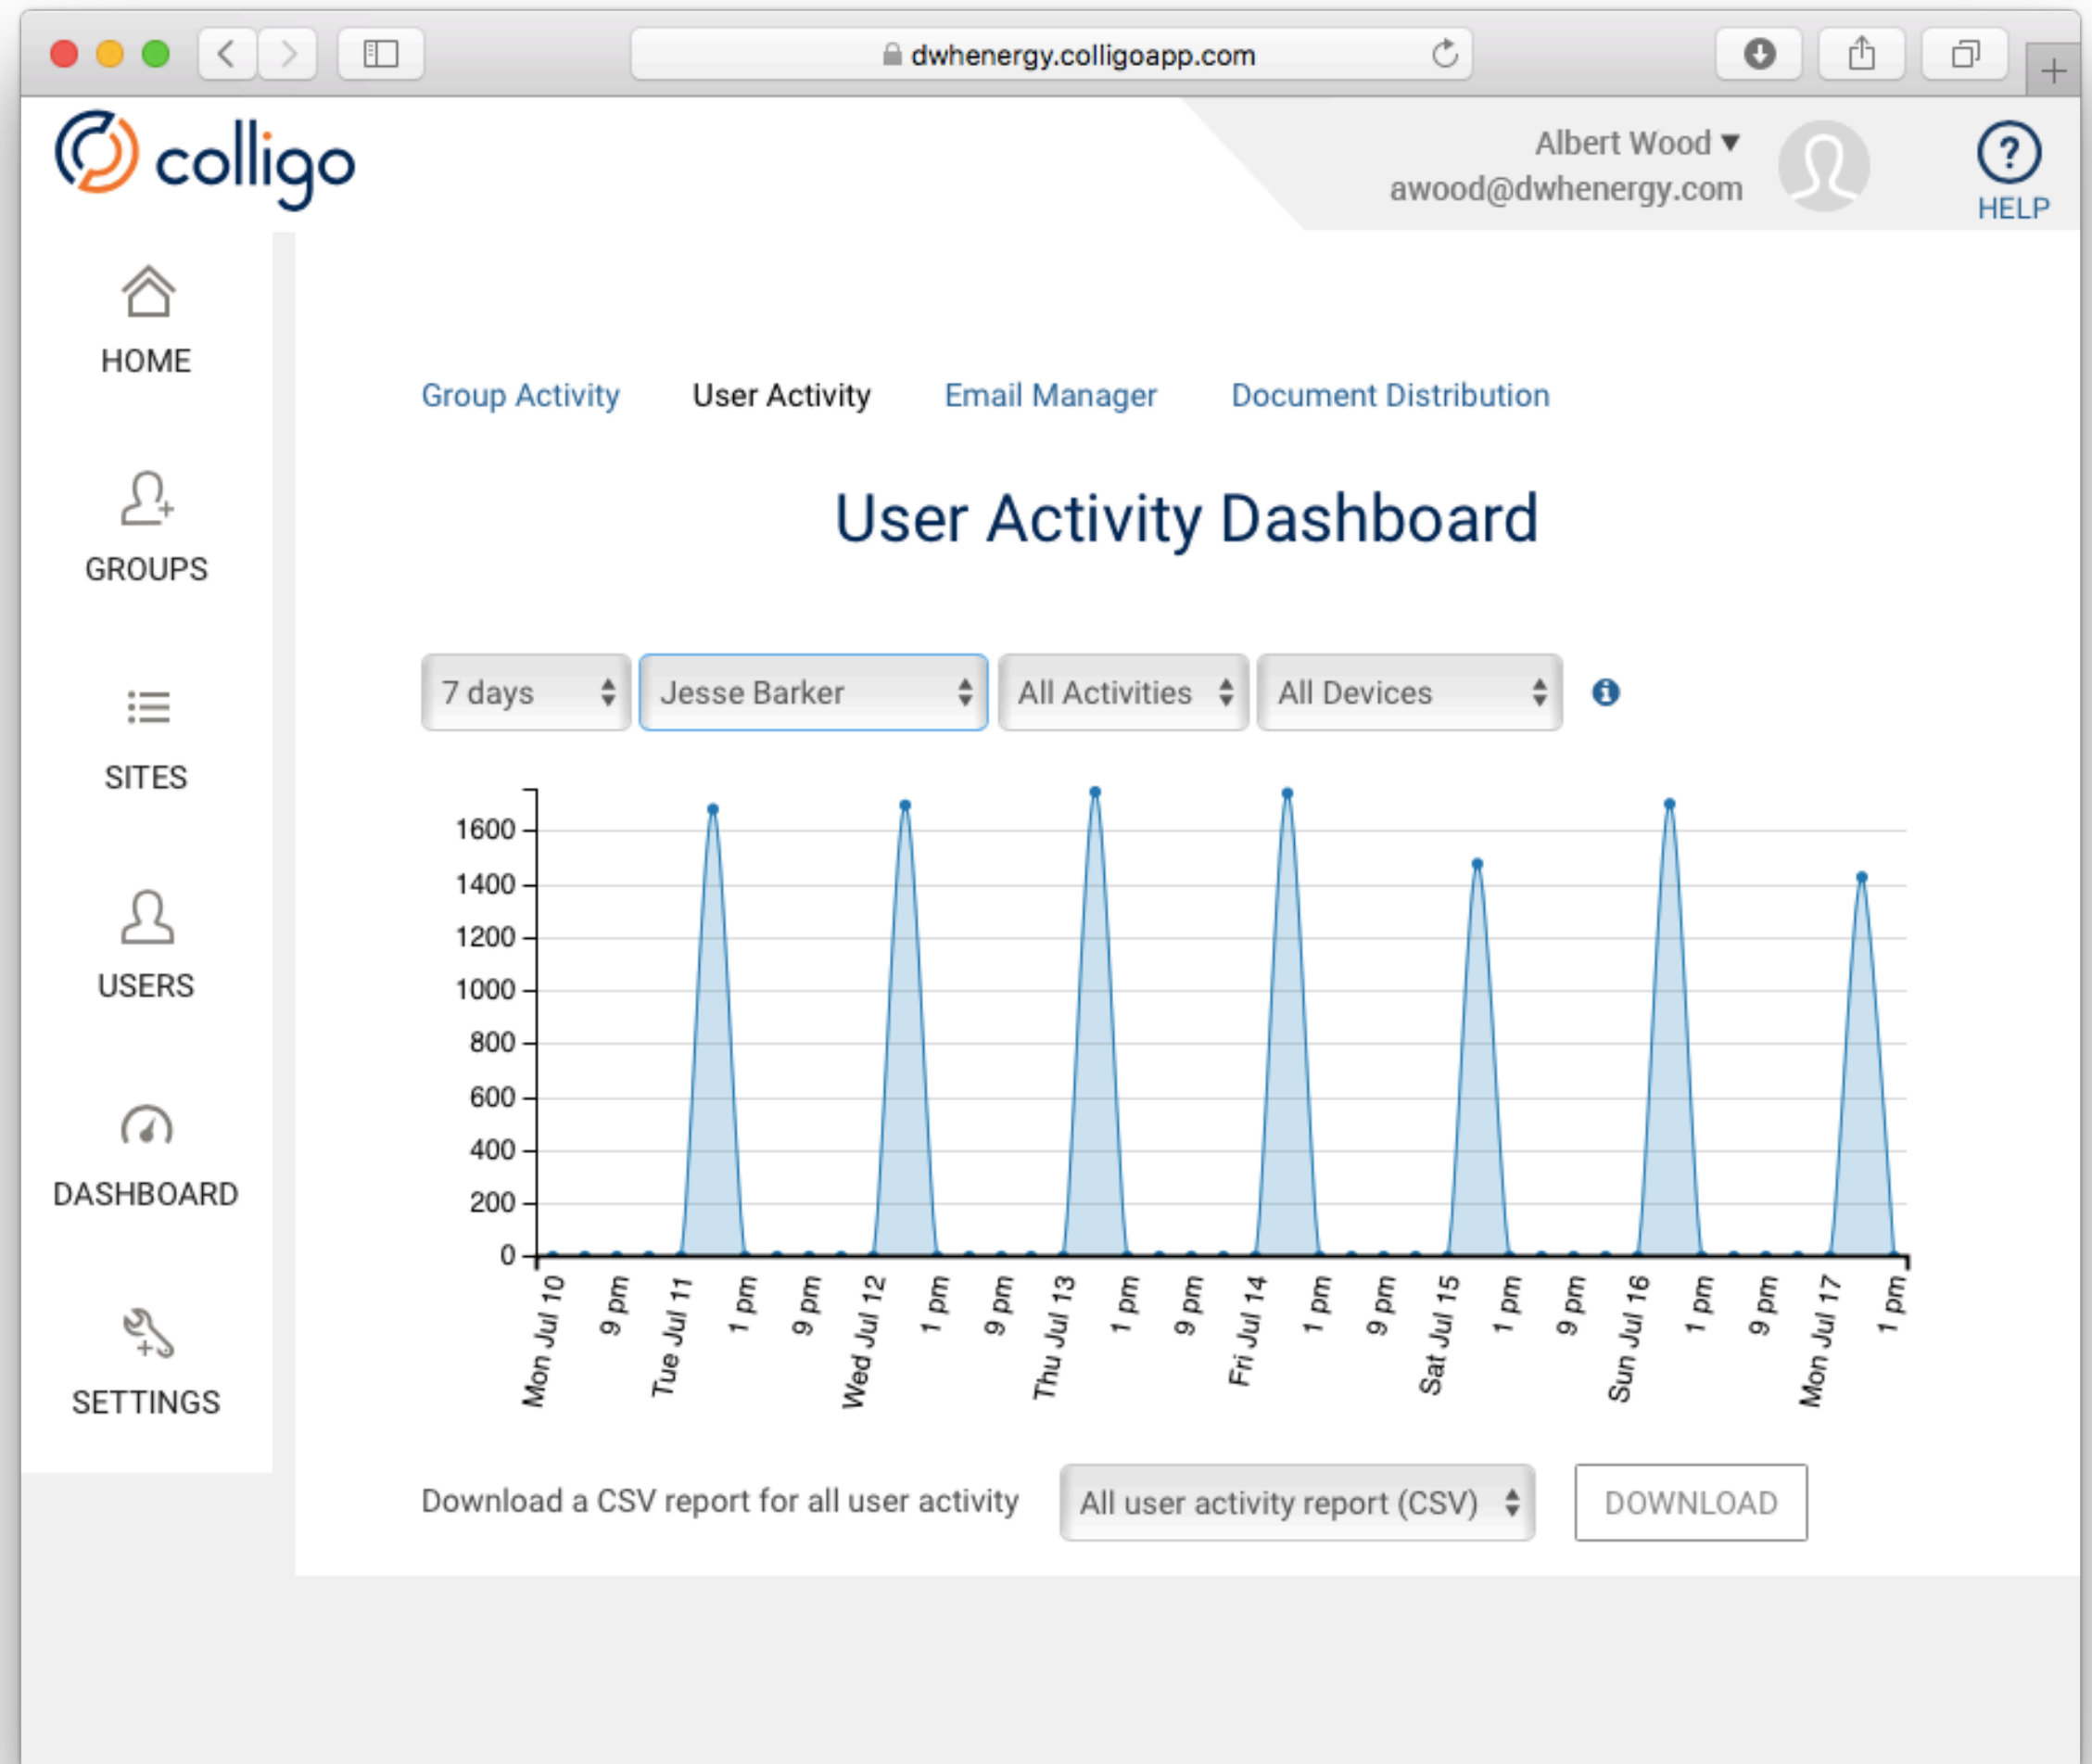 dwhenergy.colligoapp.com
colligo
Albert Wood ▼
awood@dwhenergy.com
?
HELP
HOME
GROUPS
SITES
USERS
DASHBOARD
SETTINGS
Group Activity User Activity Email Manager Document Distribution
User Activity Dashboard
7 days Jesse Barker All Activities All Devices i
1600
1400
1200
1000
800
600
400
200
0
Mon Jul 10 9 pm Tue Jul 11 1 pm 9 pm Wed Jul 12 1 pm 9 pm Thu Jul 13 1 pm 9 pm Fri Jul 14 1 pm 9 pm Sat Jul 15 1 pm 9 pm Sun Jul 16 1 pm 9 pm Mon Jul 17 1 pm
Download a CSV report for all user activity All user activity report (CSV) DOWNLOAD